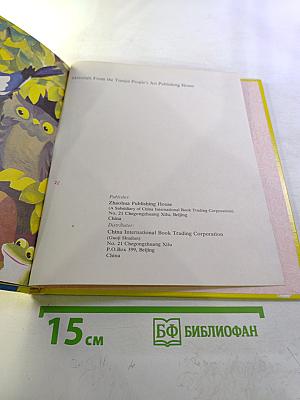 Materials From the Tianjin People's Art Publishing House
Publisher:
Zhaohua Publishing House
(A Subsidiary of China International Book Trading Corporation)
No. 21 Chegongzhuang Xilu, Beijing
China
Distributor:
China International Book Trading Corporation
(Guoji Shudian)
No. 21 Chegongzhuang Xilu
P.O.Box 399, Beijing
China
15 СМ
БФ БИБЛИОФАН